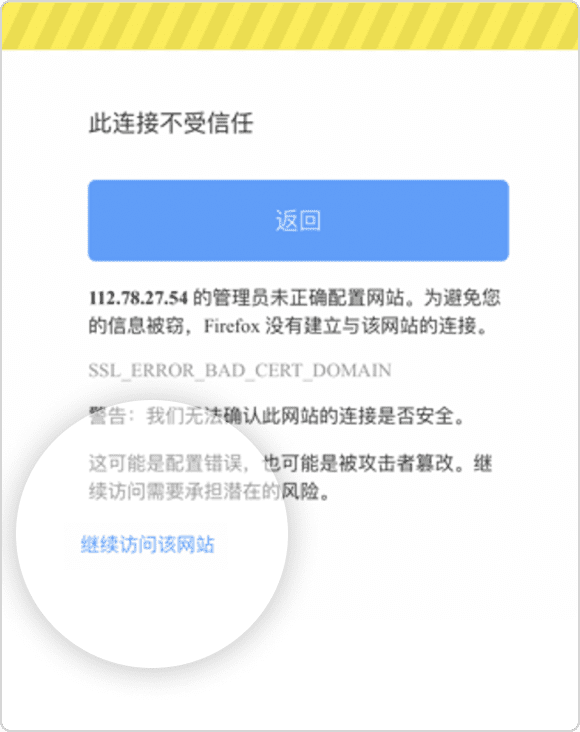 此连接不受信任
返回
112.78.27.54 的管理员未正确配置网站。为避免您
的信息被窃，Firefox 没有建立与该网站的连接。
SSL_ERROR_BAD_CERT_DOMAIN
警告：我们无法确认此网站的连接是否安全。
这可能是配置错误，也可能是被攻击者篡改。继
续访问需要承担潜在的风险。
继续访问该网站